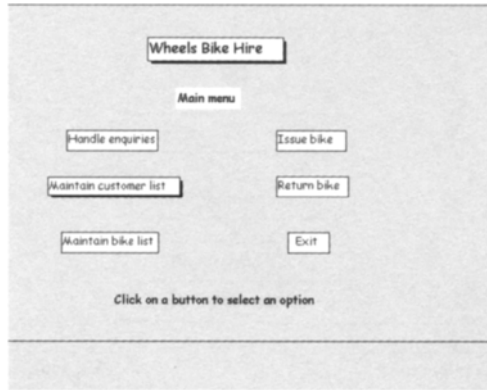 Wheels Bike Hire
Main menu
Handle enquiries
Issue bike
Maintain customer list
Return bike
Maintain bike list
Exit
Click on a button to select an option